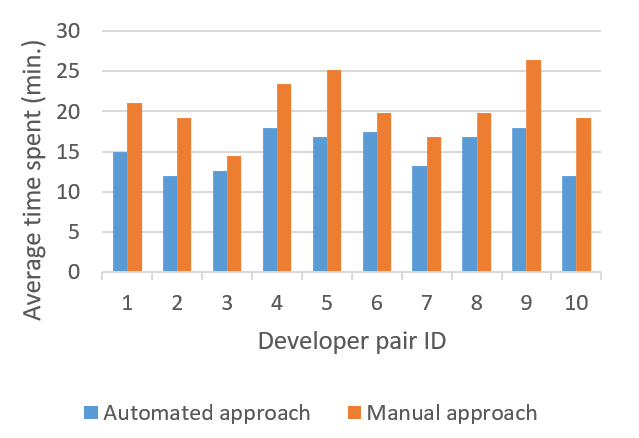 Average time spent (min.)
30
25
20
15
10
5
0
1 2 3 4 5 6 7 8 9 10
Developer pair ID
Automated approach Manual approach